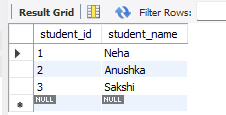 Result Grid Filter Rows:
student_id student_name
1 Neha
2 Anushka
3 Sakshi
NULL NULL